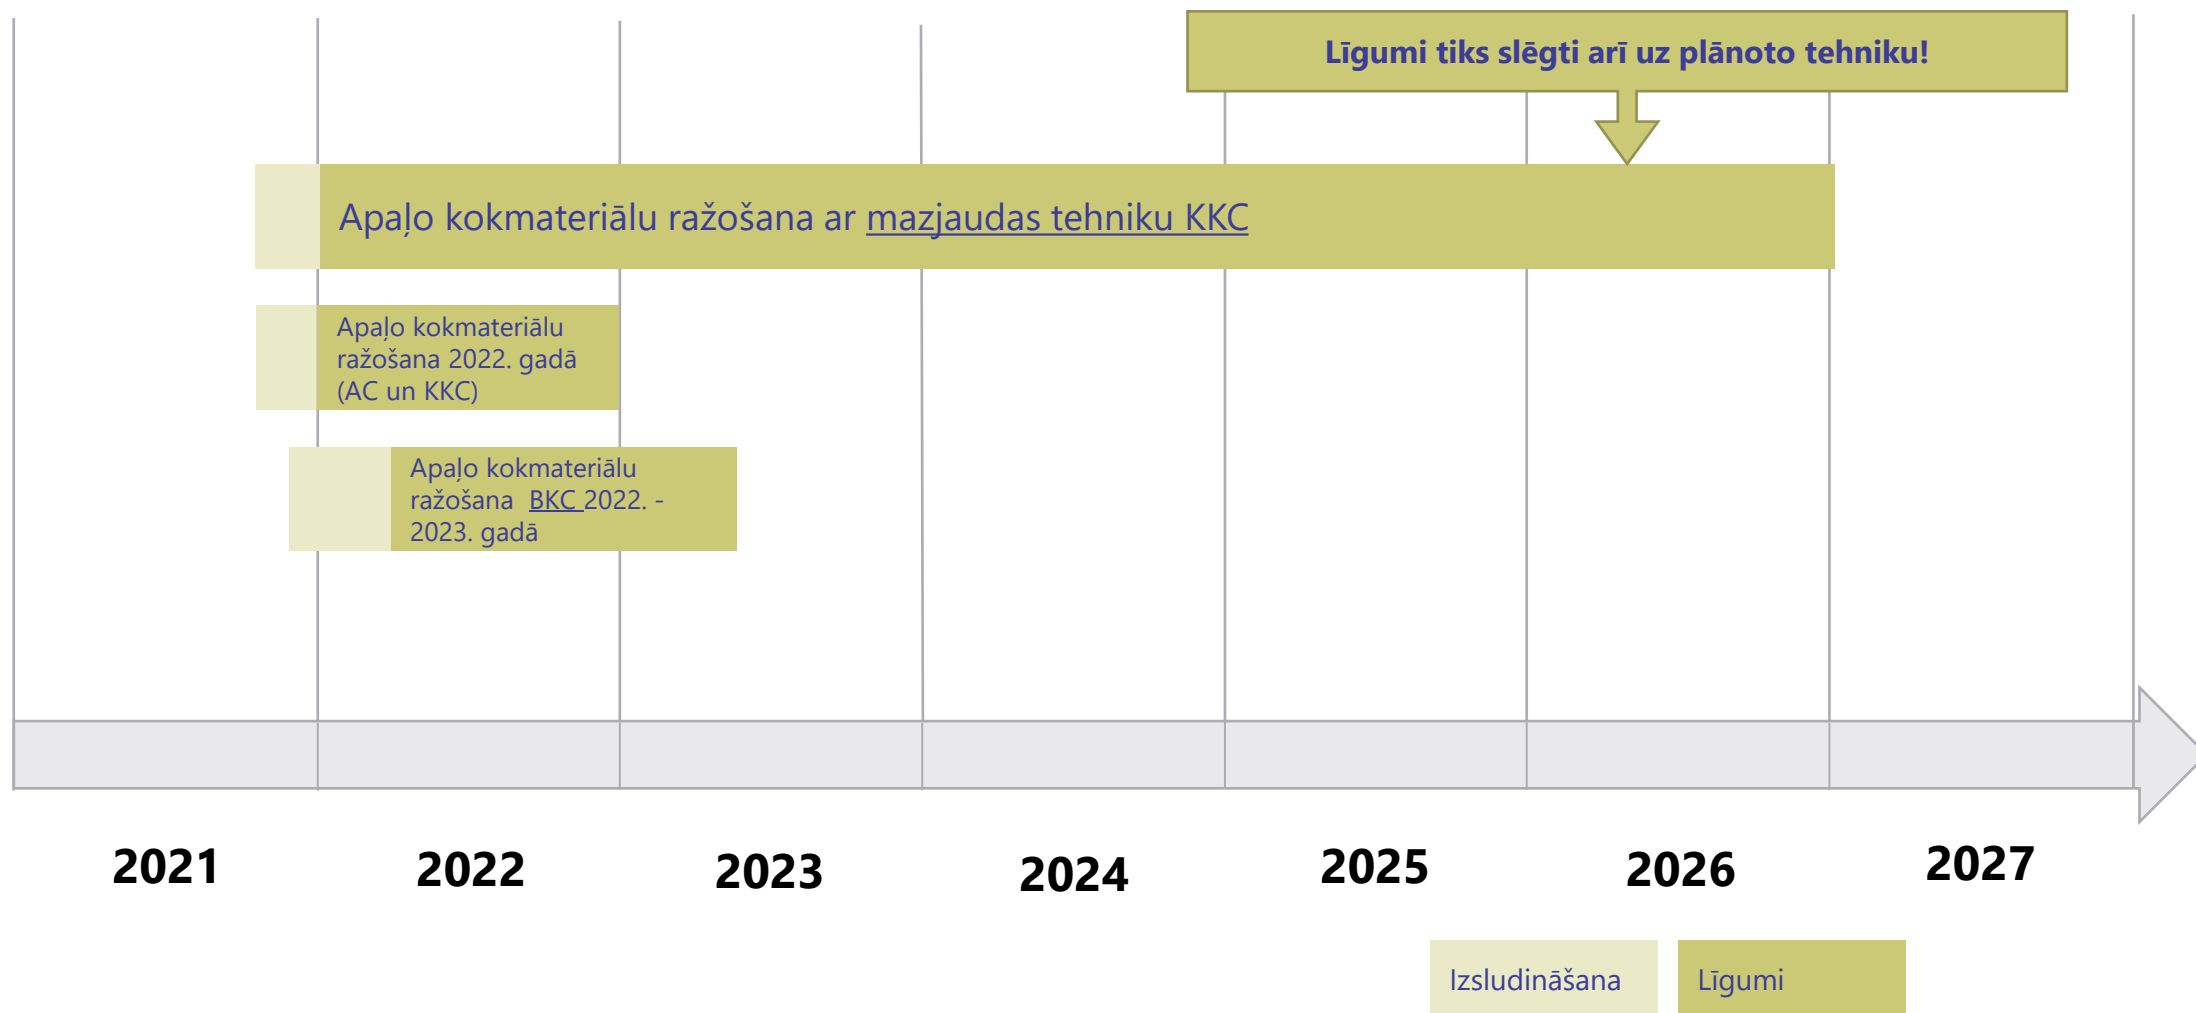 Līgumi tiks slēgti arī uz plānoto tehniku!
Apaļo kokmateriālu ražošana ar mazjaudas tehniku KKC
Apaļo kokmateriālu
ražošana 2022. gadā
(AC un KKC)
Apaļo kokmateriālu
ražošana BKC 2022. -
2023. gadā
2021
2022
2023
2024
2025
2026
2027
Izsludināšana
Līgumi